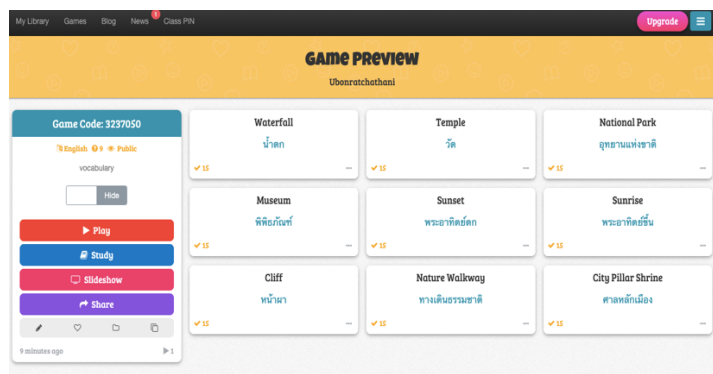 My Library Games Blog News 1 Class PIN Upgrade
GAME PREVIEW
Ubonratchathani
Game Code: 3237050
English 9 Public
vocabulary
Hide
Play
Study
Slideshow
Share
9 minutes ago 1
Waterfall
น้ำตก
15
Temple
วัด
15
National Park
อุทยานแห่งชาติ
15
Museum
พิพิธภัณฑ์
15
Sunset
พระอาทิตย์ตก
15
Sunrise
พระอาทิตย์ขึ้น
15
Cliff
หน้าผา
15
Nature Walkway
ทางเดินธรรมชาติ
15
City Pillar Shrine
ศาลหลักเมือง
15